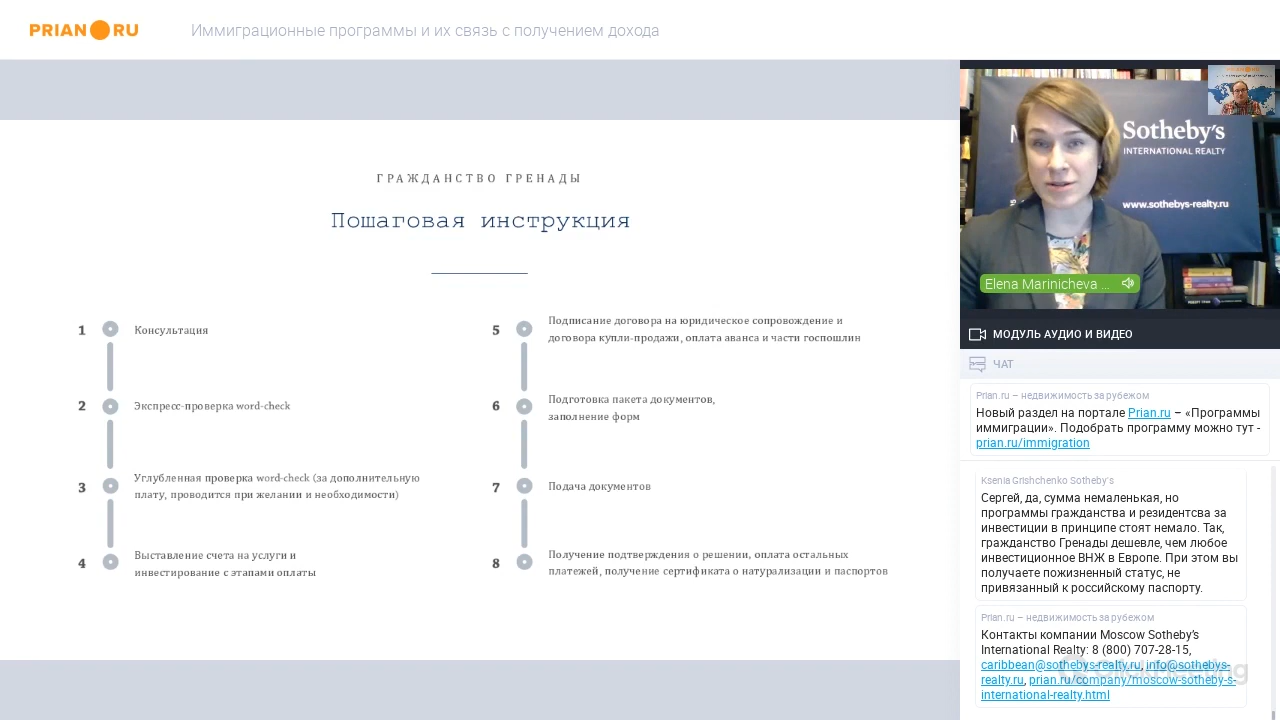 PRIAN RU
Иммиграционные программы и их связь с получением дохода
ГРАЖДАНСТВО ГРЕНАДЫ
Пошаговая инструкция
1
Консультация
2
Экспресс-проверка word-check
3
Углубленная проверка word-check (за дополнительную
плату, проводится при желании и необходимости)
4
Выставление счета на услуги и
инвестирование с этапами оплаты
5
Подписание договора на юридическое сопровождение и
договора купли-продажи, оплата аванса и части госпошлин
6
Подготовка пакета документов,
заполнение форм
7
Подача документов
8
Получение подтверждения о решении, оплата остальных
платежей, получение сертификата о натурализации и паспортов
Sotheby's
INTERNATIONAL REALTY
www.sothebys-realty.ru
Elena Marinicheva ...
МОДУЛЬ АУДИО И ВИДЕО
ЧАТ
Prian.ru – недвижимость за рубежом
Новый раздел на портале Prian.ru – «Программы
иммиграции». Подобрать программу можно тут -
prian.ru/immigration
Ksenia Grishchenko Sotheby's
Сергей, да, сумма немаленькая, но
программы гражданства и резидентсва за
инвестиции в принципе стоят немало. Так,
гражданство Гренады дешевле, чем любое
инвестиционное ВНЖ в Европе. При этом вы
получаете пожизненный статус, не
привязанный к российскому паспорту.
Prian.ru – недвижимость за рубежом
Контакты компании Moscow Sotheby's
International Realty: 8 (800) 707-28-15,
caribbean@sothebys-realty.ru, info@sothebys-
realty.ru, prian.ru/company/moscow-sotheby-s-
international-realty.html
ClickMeeting